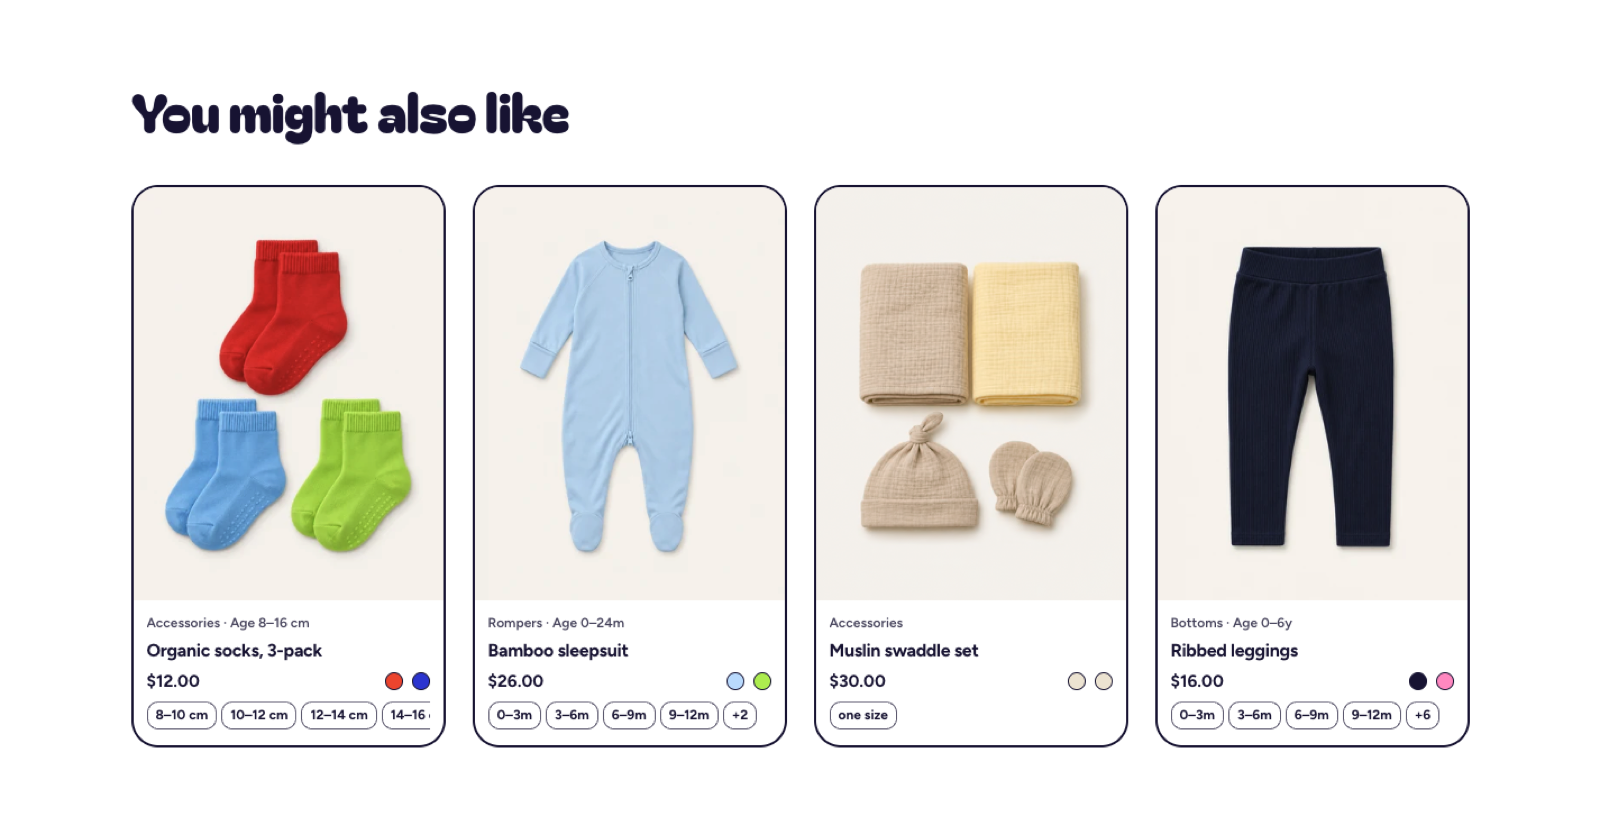 You might also like
Accessories · Age 8–16 cm
Organic socks, 3-pack
$12.00
8–10 cm 10–12 cm 12–14 cm 14–16
Rompers · Age 0–24m
Bamboo sleepsuit
$26.00
0–3m 3–6m 6–9m 9–12m +2
Accessories
Muslin swaddle set
$30.00
one size
Bottoms · Age 0–6y
Ribbed leggings
$16.00
0–3m 3–6m 6–9m 9–12m +6